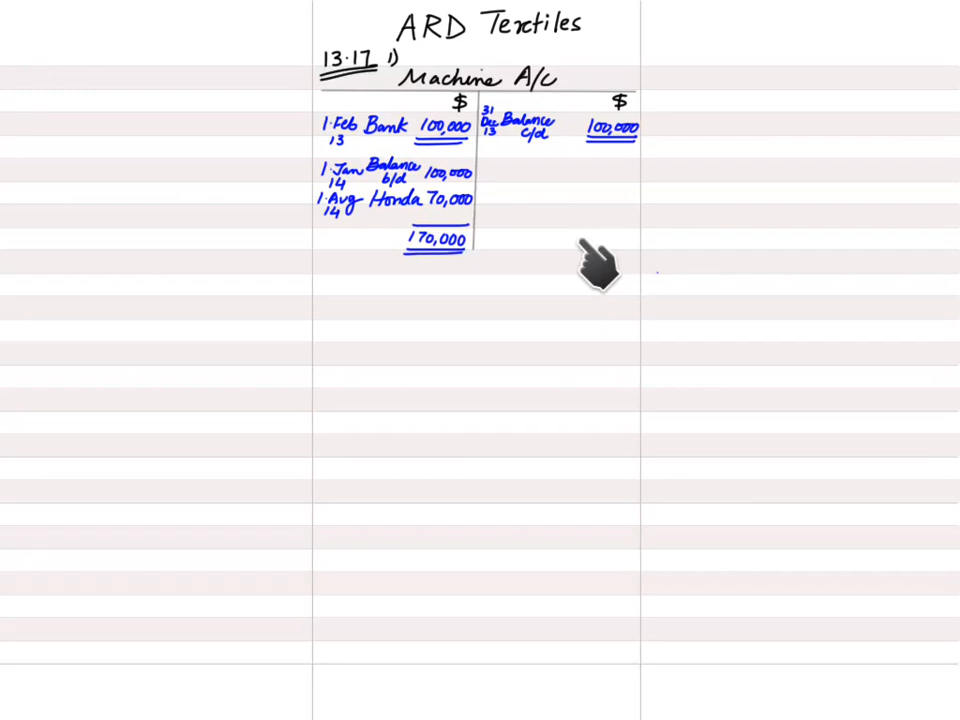 ARD Textiles
13.17 1)
Machine A/c
$ $
1. Feb 13 Bank 100,000 31 Dec 13 Balance c/d 100,000
1. Jan 14 Balance b/d 100,000
1. Aug 14 Honda 70,000
170,000